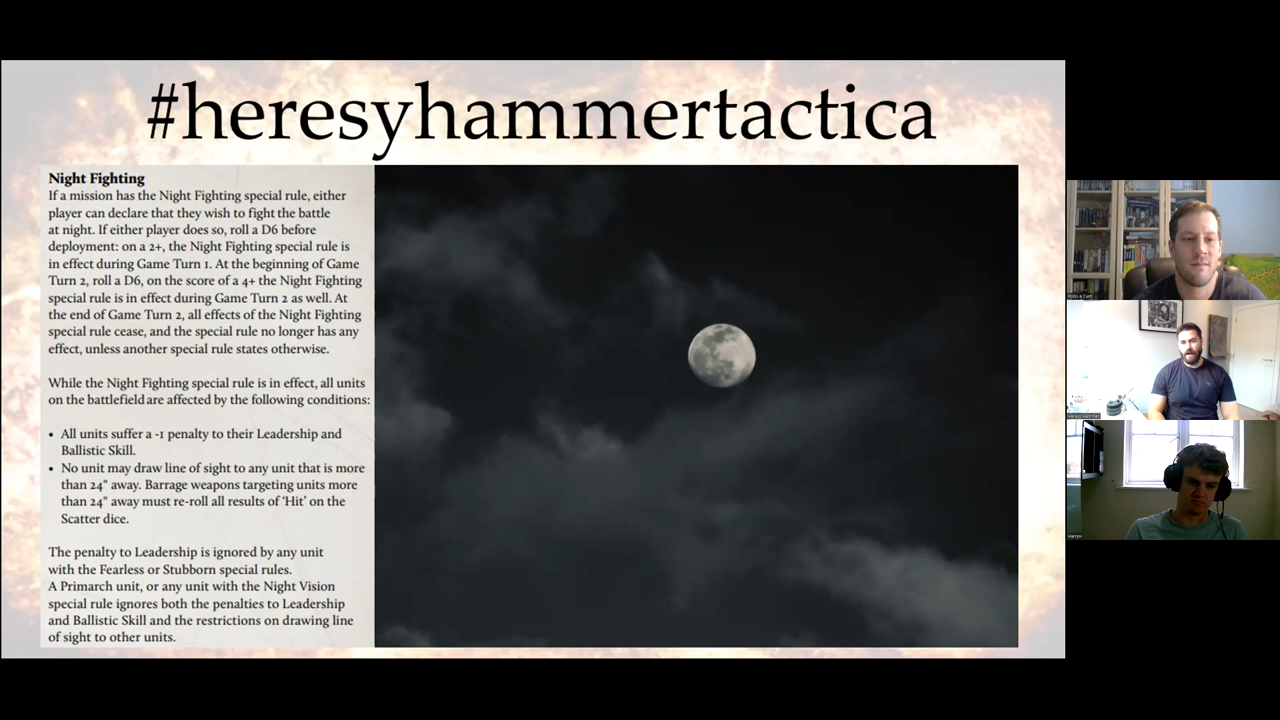 #heresyhammertactica
Night Fighting
If a mission has the Night Fighting special rule, either
player can declare that they wish to fight the battle
at night. If either player does so, roll a D6 before
deployment: on a 2+, the Night Fighting special rule is
in effect during Game Turn 1. At the beginning of Game
Turn 2, roll a D6, on the score of a 4+ the Night Fighting
special rule is in effect during Game Turn 2 as well. At
the end of Game Turn 2, all effects of the Night Fighting
special rule cease, and the special rule no longer has any
effect, unless another special rule states otherwise.
While the Night Fighting special rule is in effect, all units
on the battlefield are affected by the following conditions:
• All units suffer a -1 penalty to their Leadership and
Ballistic Skill.
• No unit may draw line of sight to any unit that is more
than 24" away. Barrage weapons targeting units more
than 24" away must re-roll all results of ‘Hit’ on the
Scatter dice.
The penalty to Leadership is ignored by any unit
with the Fearless or Stubborn special rules.
A Primarch unit, or any unit with the Night Vision
special rule ignores both the penalties to Leadership
and Ballistic Skill and the restrictions on drawing line
of sight to other units.